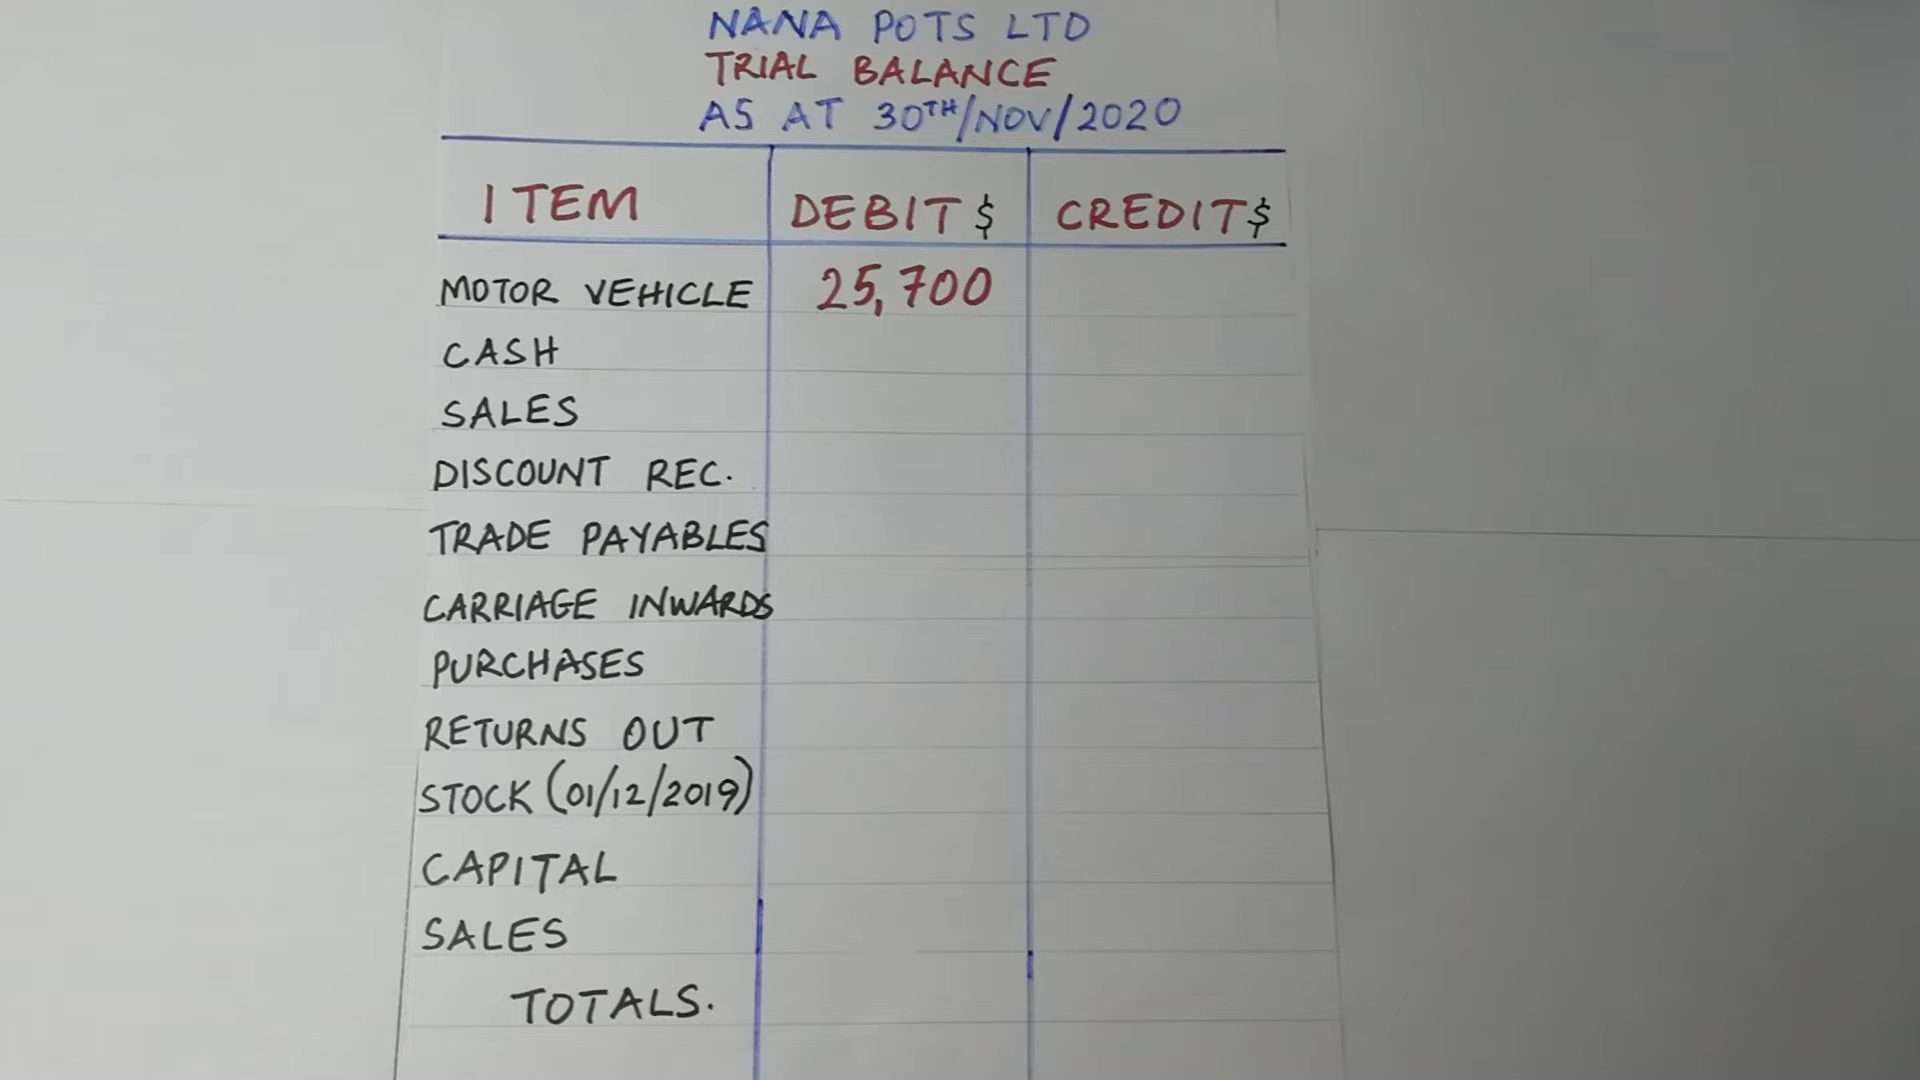 NANA POTS LTD
TRIAL BALANCE
AS AT 30TH/NOV/2020
ITEM DEBIT $ CREDIT $
MOTOR VEHICLE 25,700
CASH
SALES
DISCOUNT REC.
TRADE PAYABLES
CARRIAGE INWARDS
PURCHASES
RETURNS OUT
STOCK (01/12/2019)
CAPITAL
SALES
TOTALS.